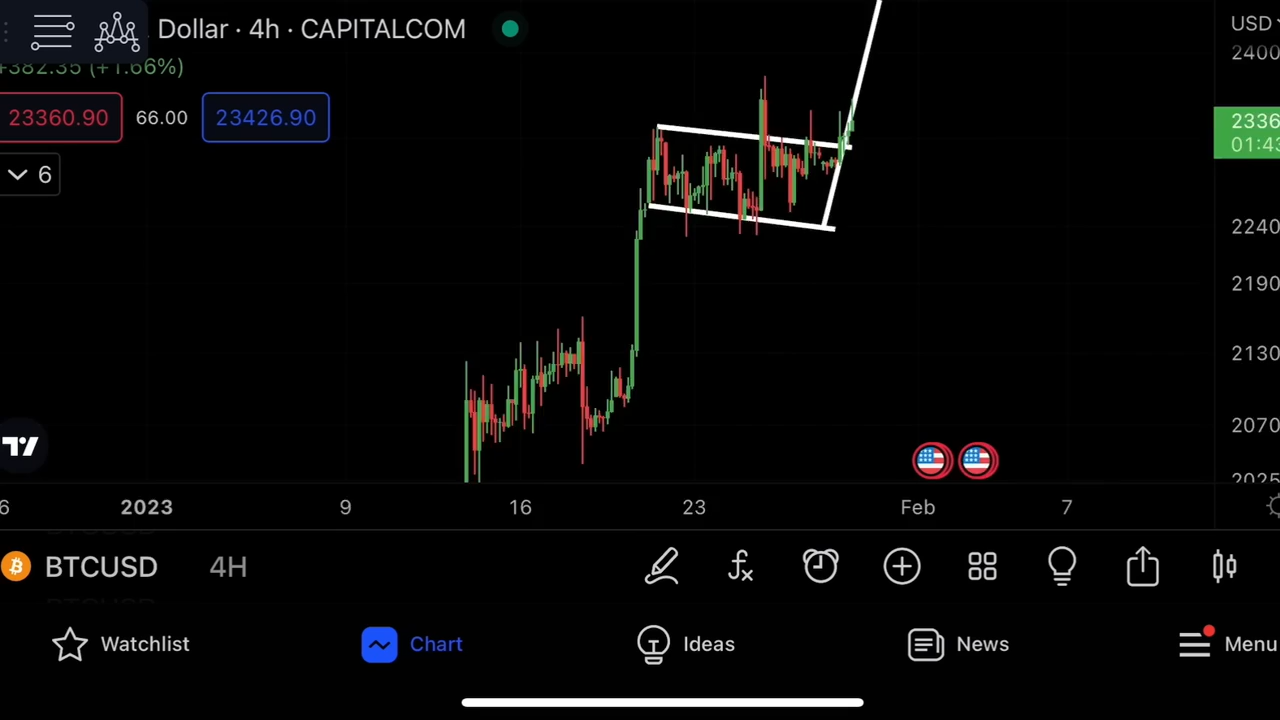 Dollar · 4h · CAPITALCOM
USD
+382.35 (+1.66%)
2400
23360.90
66.00
23426.90
2336
01:43
6
2240
2190
2130
2070
2025
6
2023
9
16
23
Feb
7
BTCUSD
4H
Watchlist
Chart
Ideas
News
Menu